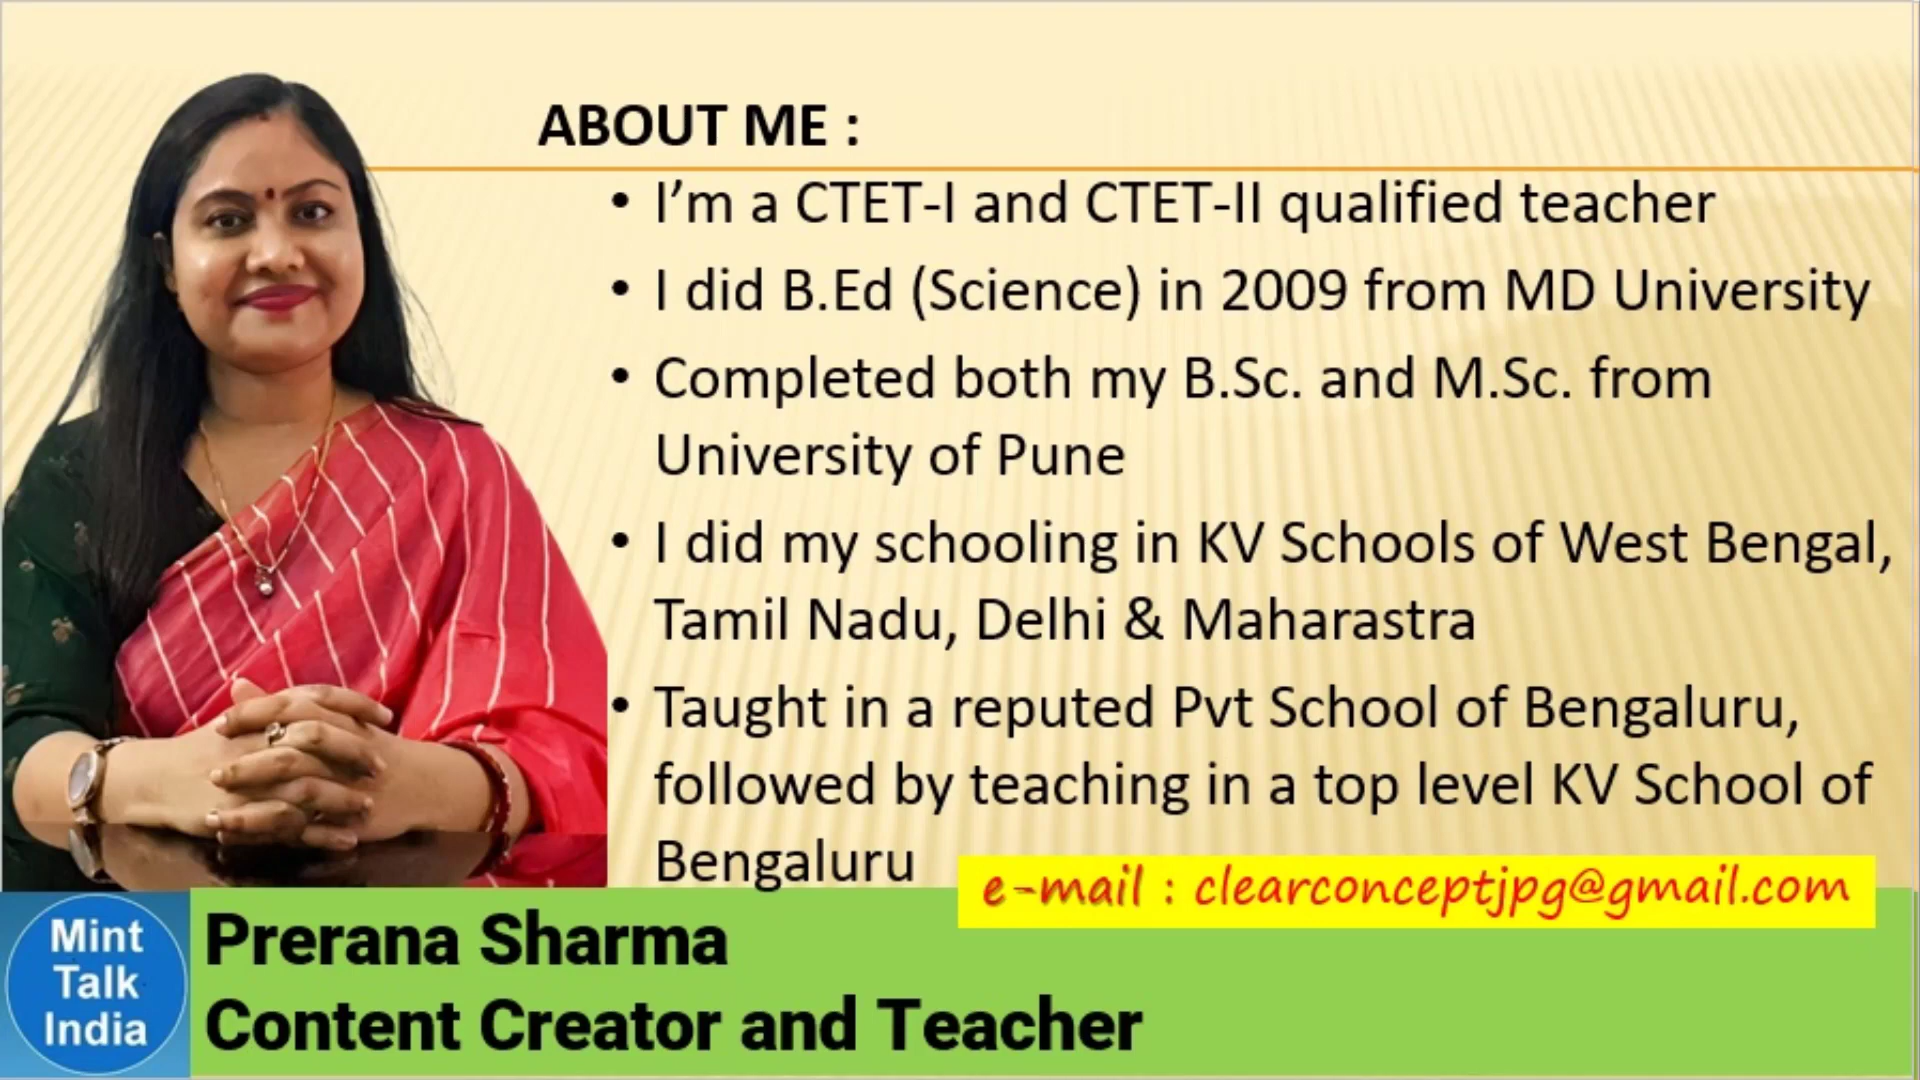 ABOUT ME :
• I’m a CTET-I and CTET-II qualified teacher
• I did B.Ed (Science) in 2009 from MD University
• Completed both my B.Sc. and M.Sc. from
University of Pune
• I did my schooling in KV Schools of West Bengal,
Tamil Nadu, Delhi & Maharastra
• Taught in a reputed Pvt School of Bengaluru,
followed by teaching in a top level KV School of
Bengaluru
e-mail : clearconceptjpg@gmail.com
Mint
Talk
India
Prerana Sharma
Content Creator and Teacher